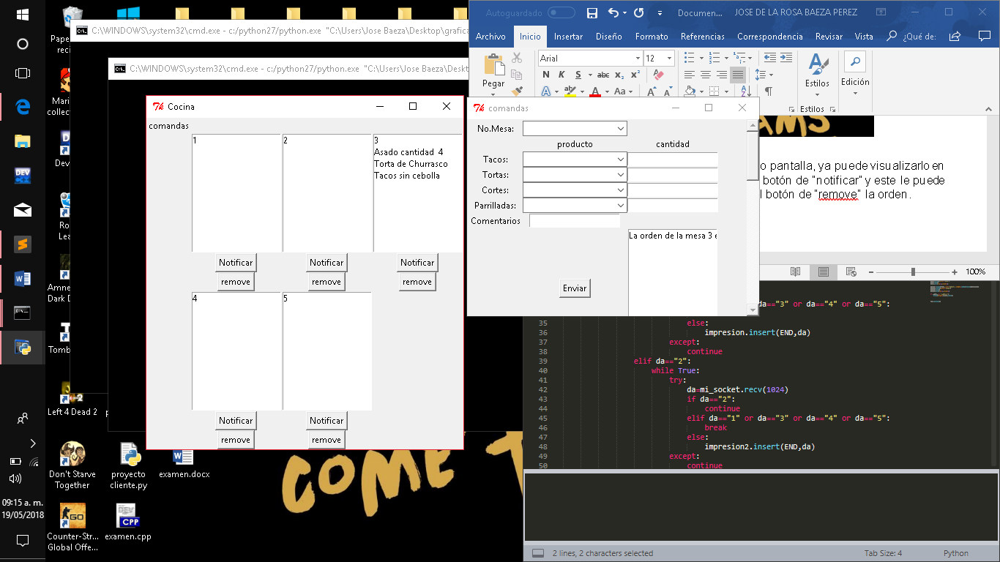 C:\WINDOWS\system32\cmd.exe - c:/python27/python.exe "C:\Users\Jose Baeza\Desktop\grafica
C:\WINDOWS\system32\cmd.exe - c:/python27/python.exe "C:\Users\Jose Baeza\Deskt
Cocina
comandas
1
2
3
Asado cantidad 4
Torta de Churrasco
Tacos sin cebolla
Notificar
Notificar
Notificar
remove
remove
remove
4
5
Notificar
Notificar
remove
remove
comandas
No.Mesa:
producto cantidad
Tacos:
Tortas:
Cortes:
Parrilladas:
Comentarios
La orden de la mesa 3 e
Enviar
Autoguardado
Documen...
JOSE DE LA ROSA BAEZA PEREZ
Archivo Inicio Insertar Diseño Formato Referencias Correspondencia Revisar Vista ¿Qué de:
Pegar
Arial 12
N K S abc x₂ x²
A aby A Aa A A
Estilos
Edición
Estilos
AMS
o pantalla, ya puede visualizarlo en
botón de "notificar" y este le puede
l botón de "remove" la orden.
100%
da=="3" or da=="4" or da=="5":
35 else:
36 impresion.insert(END,da)
37 except:
38 continue
39 elif da=="2":
40 while True:
41 try:
42 da=mi_socket.recv(1024)
43 if da=="2":
44 continue
45 elif da=="1" or da=="3" or da=="4" or da=="5":
46 break
47 else:
48 impresion2.insert(END,da)
49 except:
50 continue
2 lines, 2 characters selected
Tab Size: 4
Python
Pape
reci
Mari
collec
Dev
DEV
Ro
Lea
Amne
Dark D
Tomb
Left 4 Dead 2
Don't Starve
Together
proyecto
cliente.py
examen.docx
Counter-Str...
Global Offe...
GO
CPP
examen.cpp
COME T
09:15 a. m.
19/05/2018